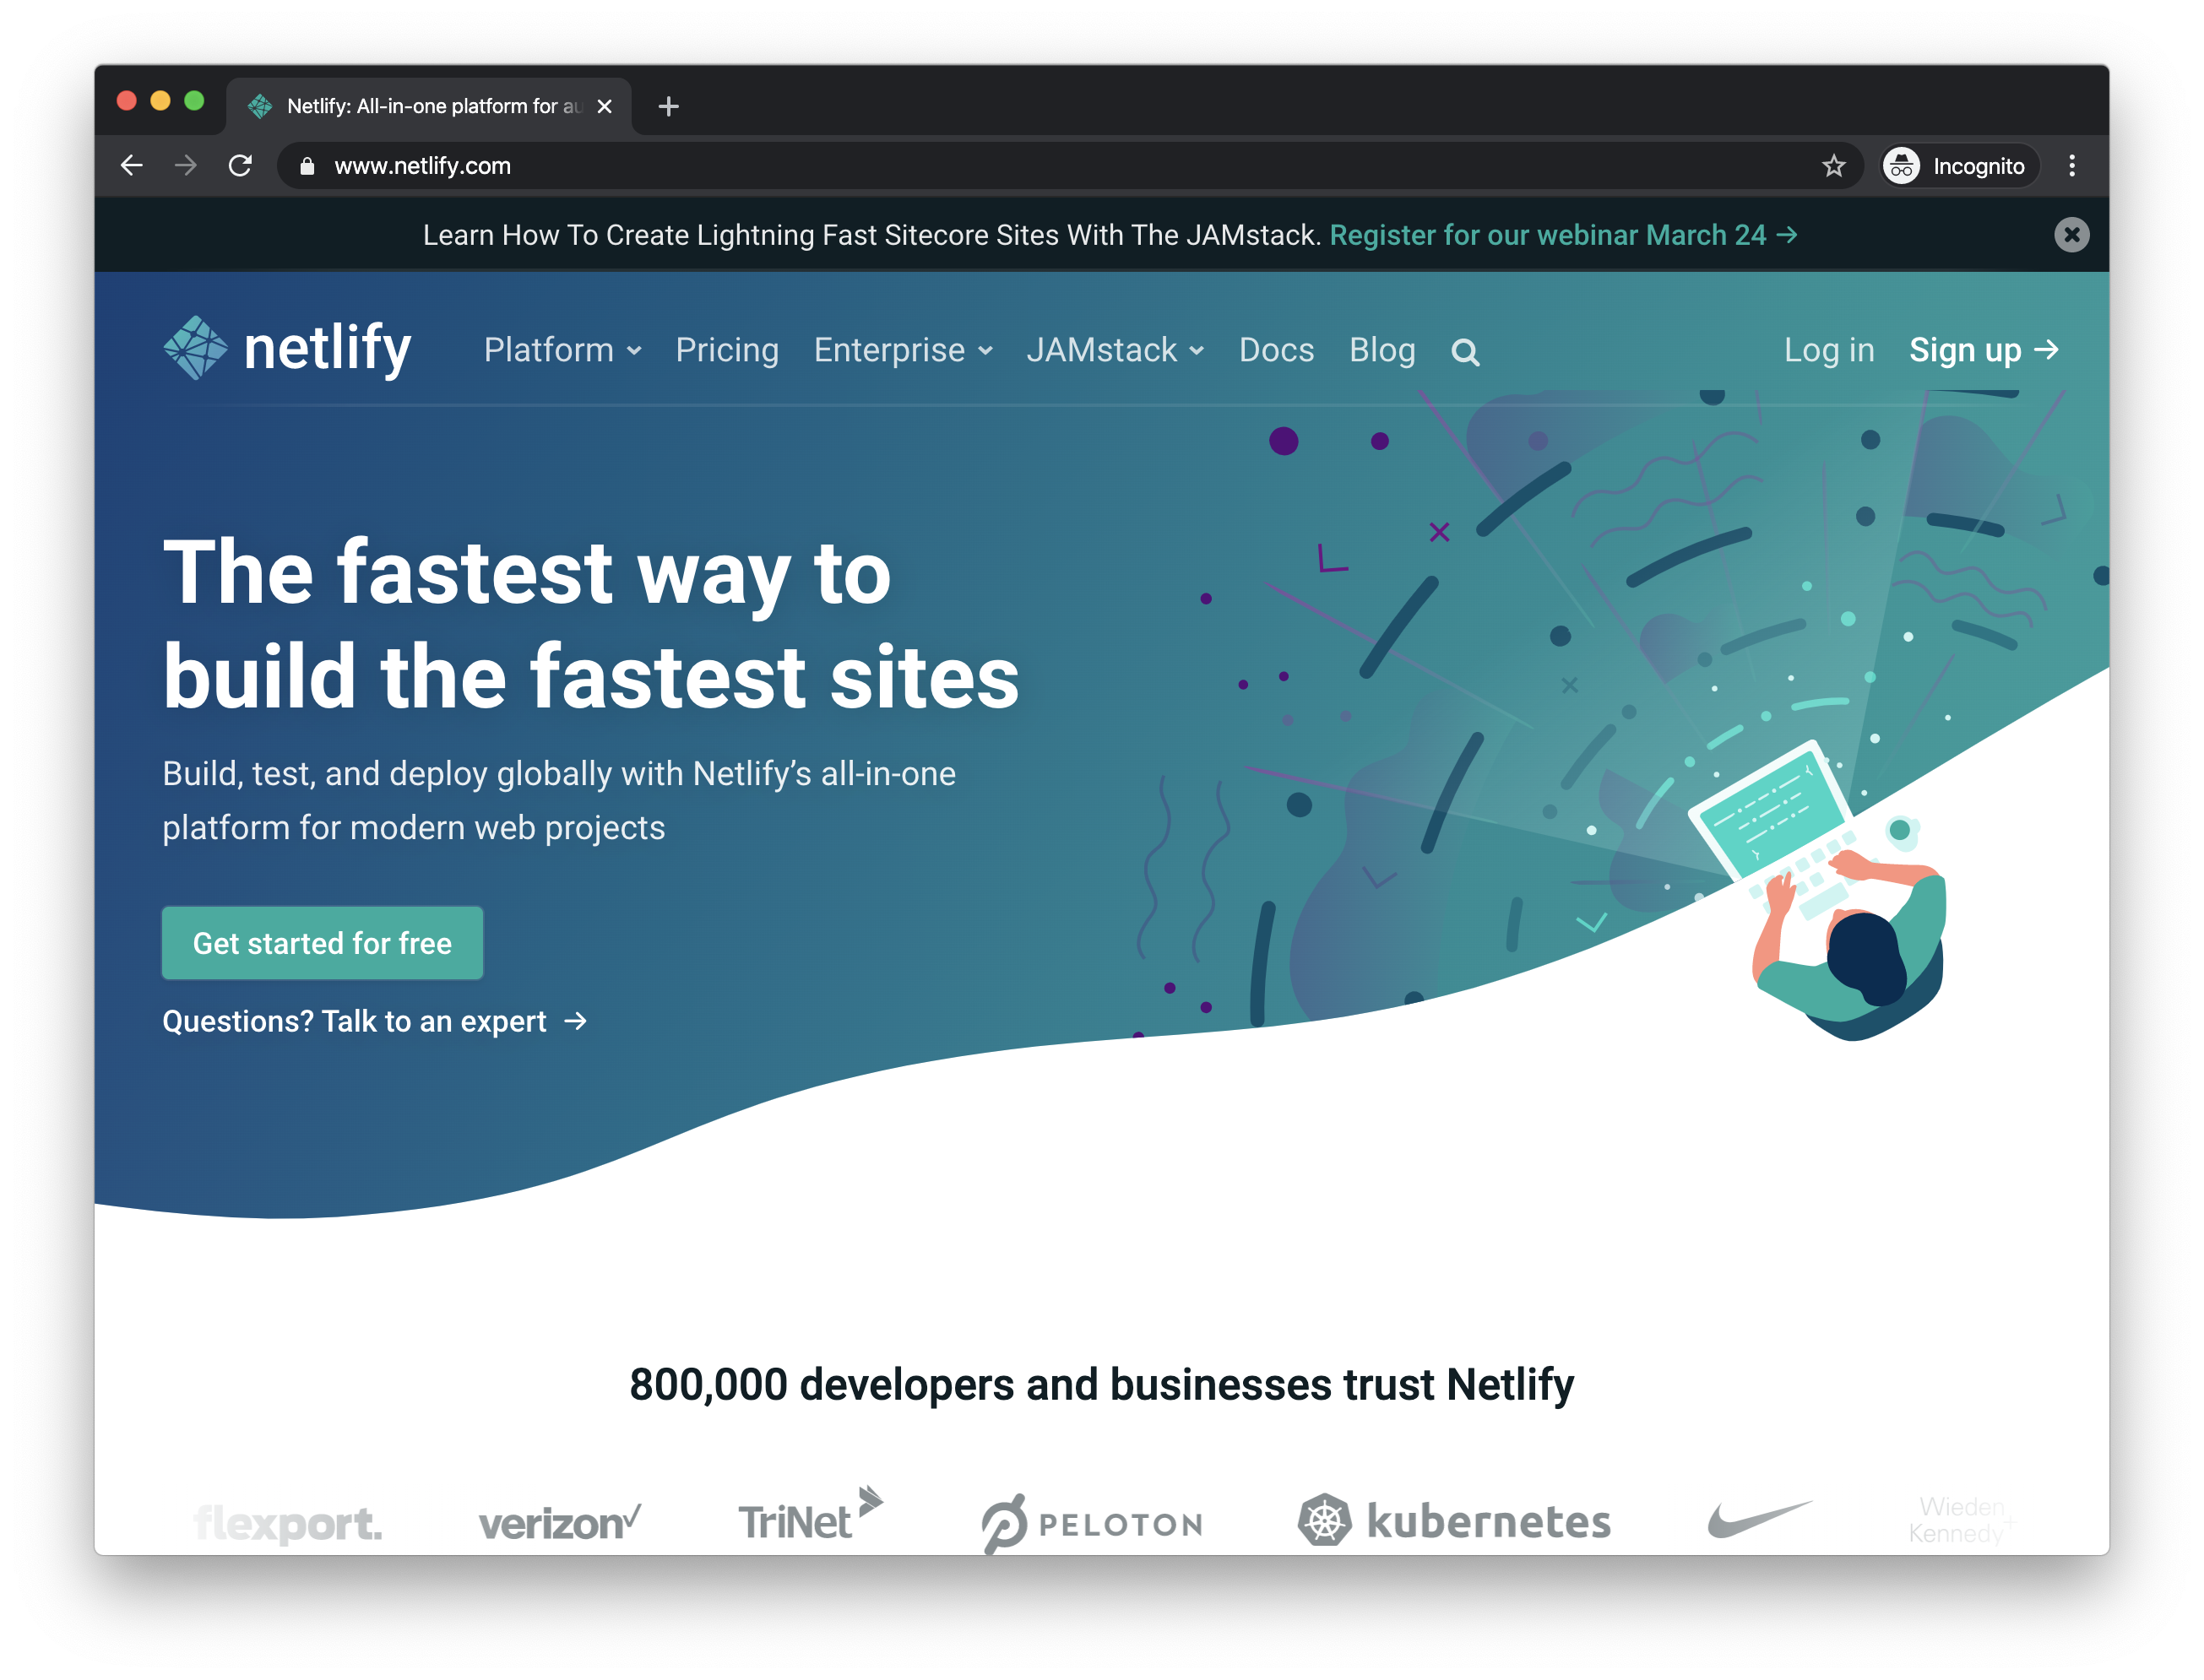 Netlify: All-in-one platform for au
www.netlify.com
Incognito
Learn How To Create Lightning Fast Sitecore Sites With The JAMstack. Register for our webinar March 24 →
netlify Platform Pricing Enterprise JAMstack Docs Blog Log in Sign up →
The fastest way to
build the fastest sites
Build, test, and deploy globally with Netlify’s all-in-one
platform for modern web projects
Get started for free
Questions? Talk to an expert →
800,000 developers and businesses trust Netlify
flexport. verizon✓ TriNet PELOTON kubernetes
Wieden
Kennedy+